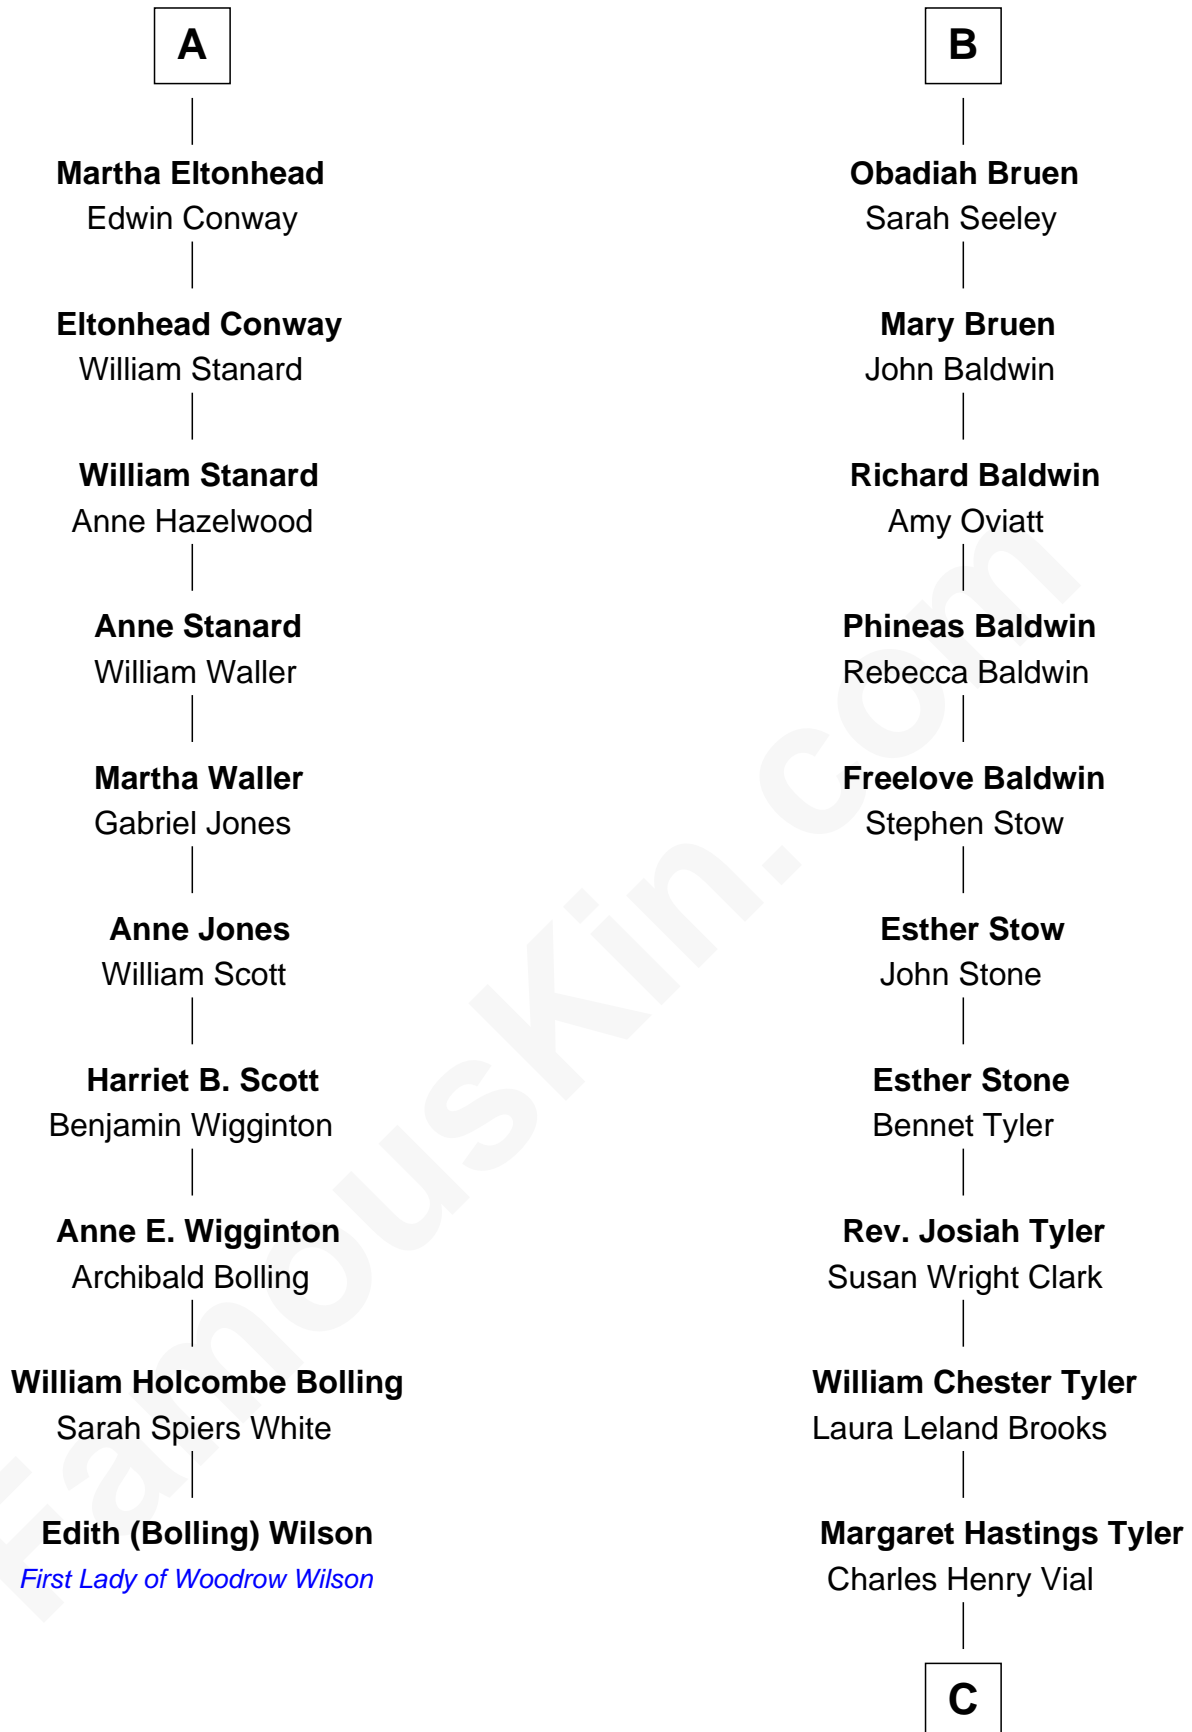 A
Martha Eltonhead
Edwin Conway
Eltonhead Conway
William Stanard
William Stanard
Anne Hazelwood
Anne Stanard
William Waller
Martha Waller
Gabriel Jones
Anne Jones
William Scott
Harriet B. Scott
Benjamin Wigginton
Anne E. Wigginton
Archibald Bolling
William Holcombe Bolling
Sarah Spiers White
Edith (Bolling) Wilson
First Lady of Woodrow Wilson
B
Obadiah Bruen
Sarah Seeley
Mary Bruen
John Baldwin
Richard Baldwin
Amy Oviatt
Phineas Baldwin
Rebecca Baldwin
Freelove Baldwin
Stephen Stow
Esther Stow
John Stone
Esther Stone
Bennet Tyler
Rev. Josiah Tyler
Susan Wright Clark
William Chester Tyler
Laura Leland Brooks
Margaret Hastings Tyler
Charles Henry Vial
C
FamousKin.com